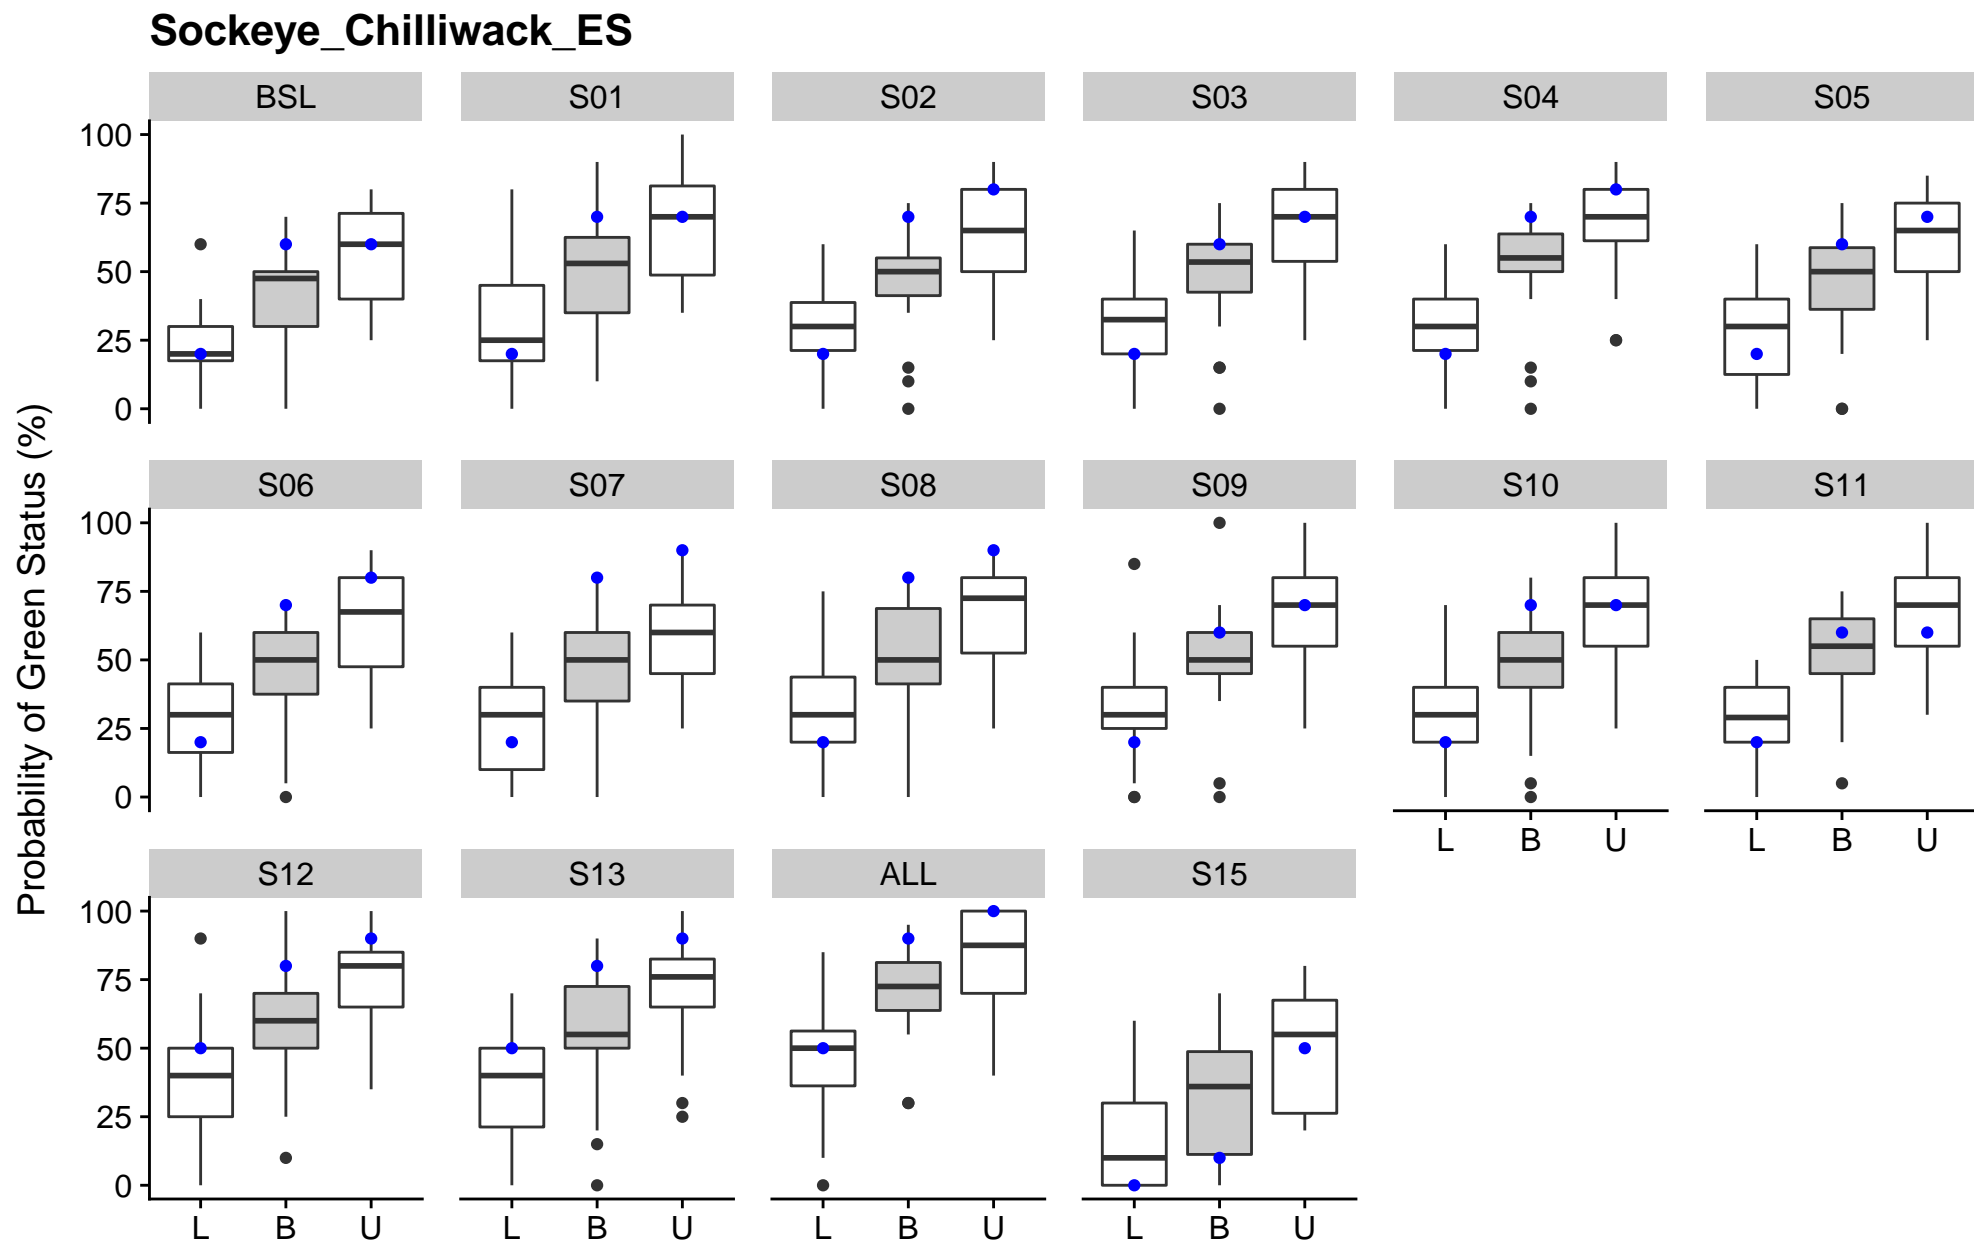 Sockeye_Chilliwack_ES
BSL S01 S02 S03 S04 S05
100
75
50
25
0
S06 S07 S08 S09 S10 S11
100
75
50
25
0
L B U L B U
S12 S13 ALL S15
100
75
50
25
0
L B U L B U L B U L B U
Probability of Green Status (%)